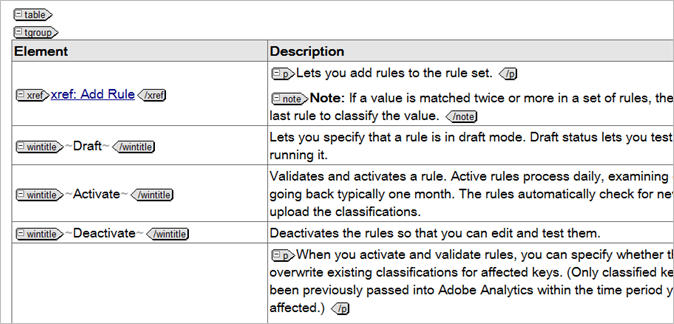 table
tgroup
Element Description
xref xref: Add Rule /xref
p Lets you add rules to the rule set. /p
note Note: If a value is matched twice or more in a set of rules, the
last rule to classify the value. /note
wintitle ~Draft~ /wintitle
Lets you specify that a rule is in draft mode. Draft status lets you test
running it.
wintitle ~Activate~ /wintitle
Validates and activates a rule. Active rules process daily, examining
going back typically one month. The rules automatically check for ne
upload the classifications.
wintitle ~Deactivate~ /wintitle
Deactivates the rules so that you can edit and test them.
p When you activate and validate rules, you can specify whether th
overwrite existing classifications for affected keys. (Only classified ke
been previously passed into Adobe Analytics within the time period y
affected.) /p